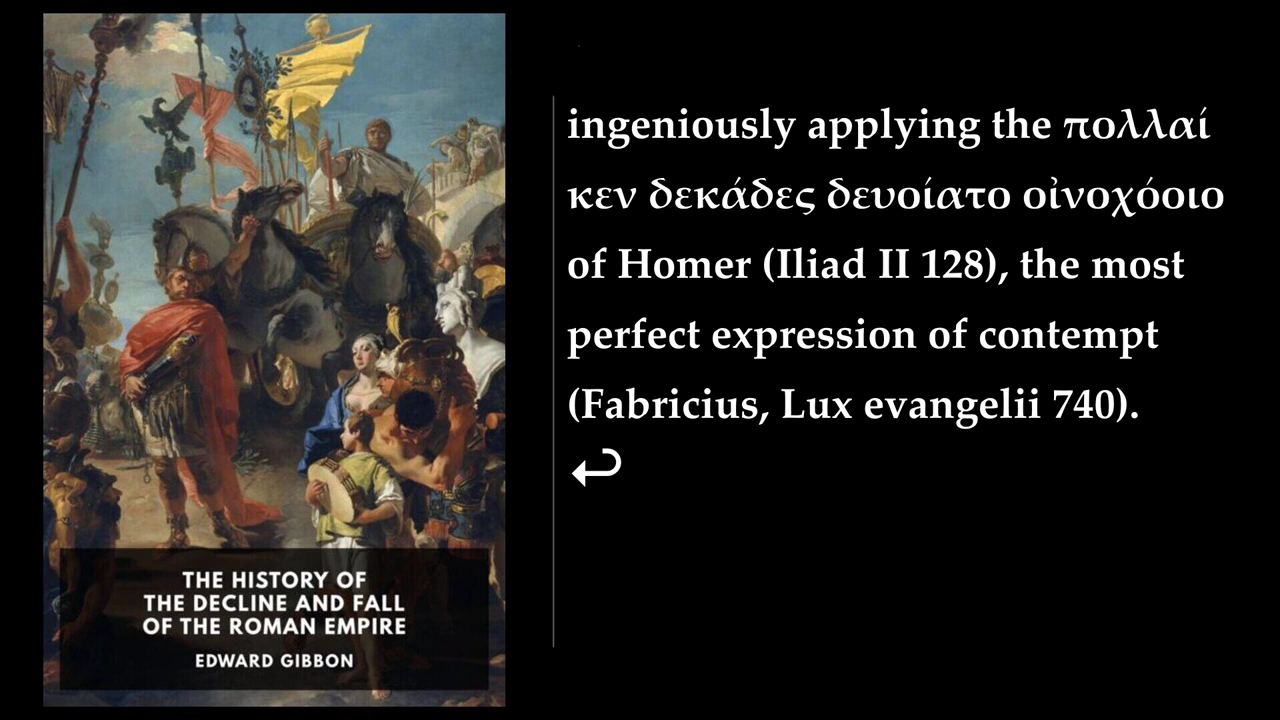 THE HISTORY OF
THE DECLINE AND FALL
OF THE ROMAN EMPIRE
EDWARD GIBBON
ingeniously applying the πολλαί
κεν δεκάδες δευοίατο οἰνοχόοιο
of Homer (Iliad II 128), the most
perfect expression of contempt
(Fabricius, Lux evangelii 740).
↩